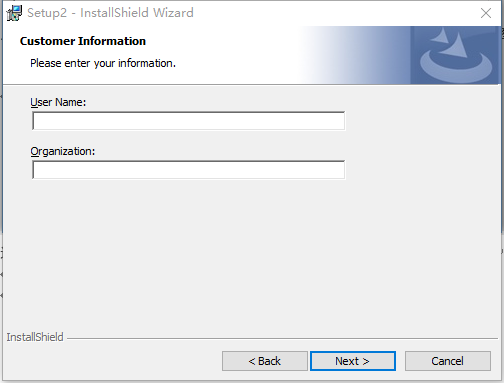 Setup2 - InstallShield Wizard
Customer Information
Please enter your information.
User Name:
Organization:
InstallShield
< Back
Next >
Cancel